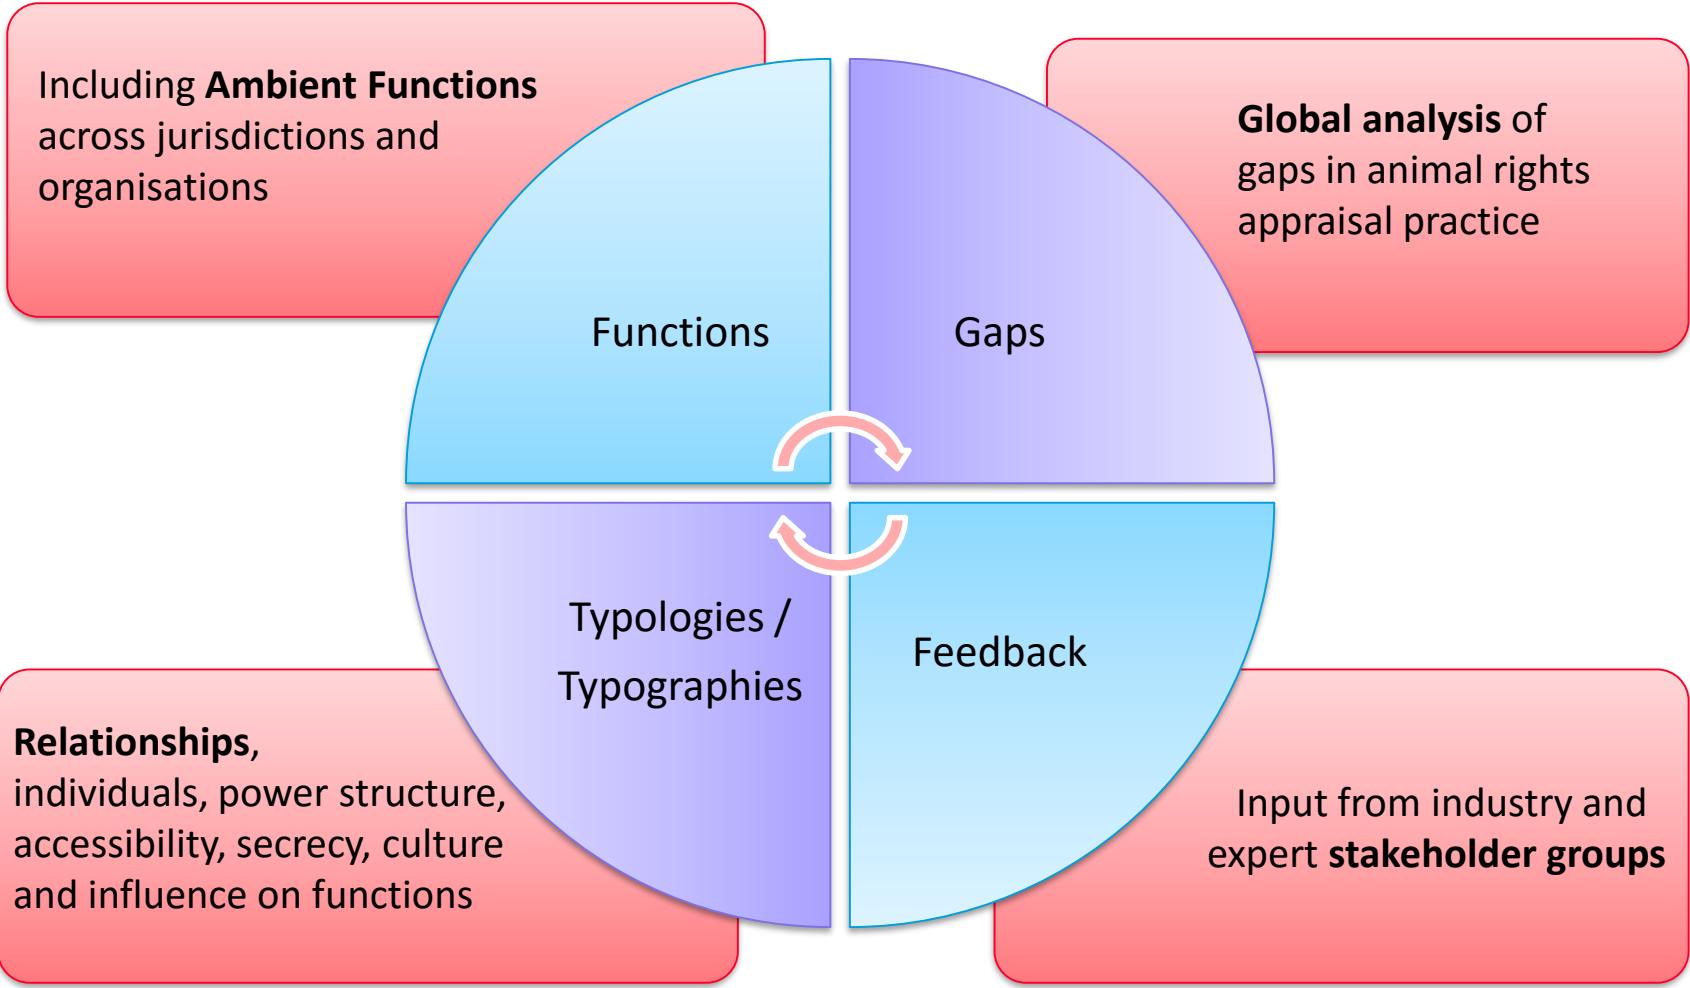 Including Ambient Functions
across jurisdictions and
organisations
Global analysis of
gaps in animal rights
appraisal practice
Functions
Gaps
Typologies /
Typographies
Feedback
Relationships,
individuals, power structure,
accessibility, secrecy, culture
and influence on functions
Input from industry and
expert stakeholder groups